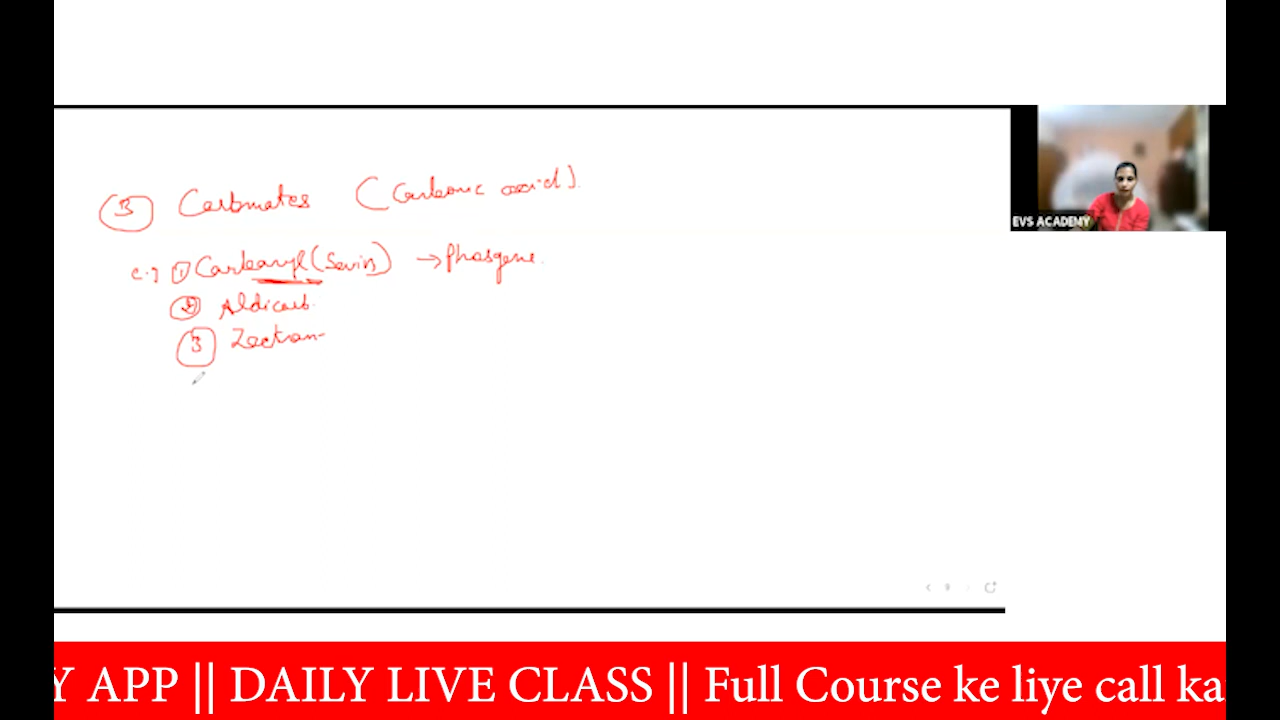 3 Carbmates (Carbonic acid).
e.g 1 Carbearyl (Sevin) → Phosgene.
2 Aldicarb.
3 Zectran
EVS ACADEMY
Y APP || DAILY LIVE CLASS || Full Course ke liye call ka